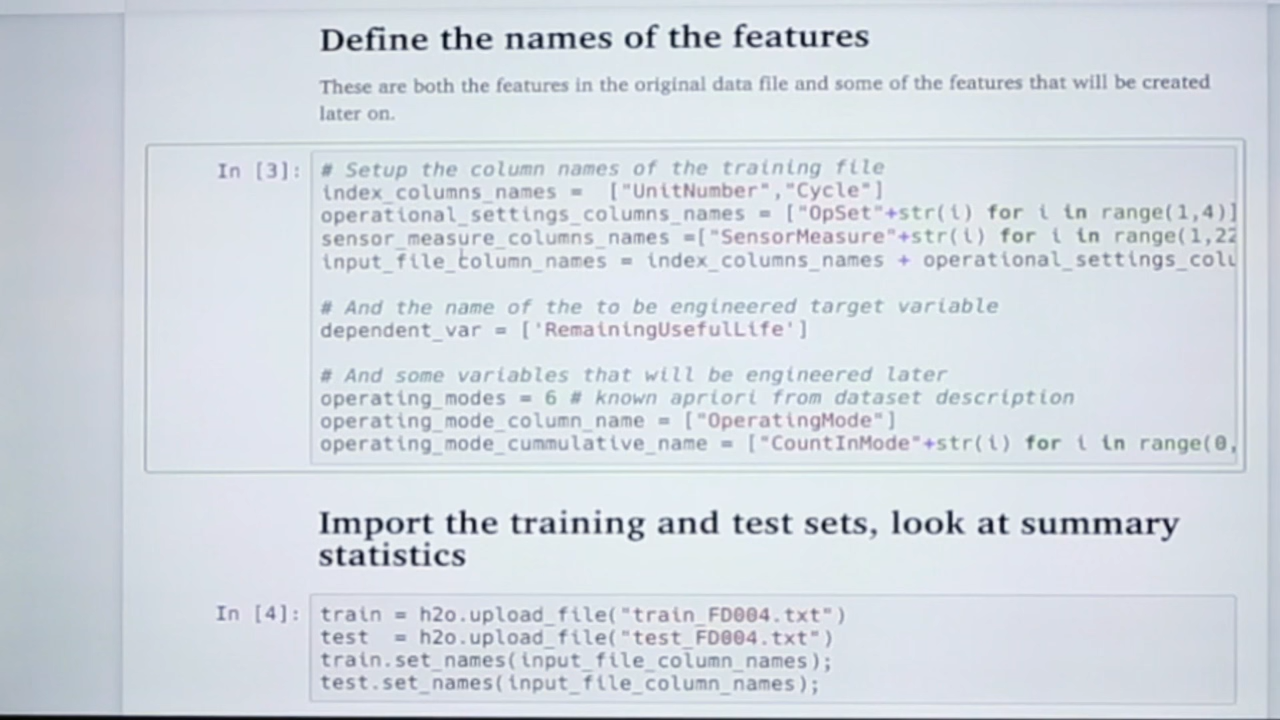 Define the names of the features
These are both the features in the original data file and some of the features that will be created
later on.
In [3]:
# Setup the column names of the training file
index_columns_names =  ["UnitNumber","Cycle"]
operational_settings_columns_names = ["OpSet"+str(i) for i in range(1,4)]
sensor_measure_columns_names =["SensorMeasure"+str(i) for i in range(1,22
input_file_column_names = index_columns_names + operational_settings_colu
# And the name of the to be engineered target variable
dependent_var = ['RemainingUsefulLife']
# And some variables that will be engineered later
operating_modes = 6 # known apriori from dataset description
operating_mode_column_name = ["OperatingMode"]
operating_mode_cummulative_name = ["CountInMode"+str(i) for i in range(0,
Import the training and test sets, look at summary
statistics
In [4]:
train = h2o.upload_file("train_FD004.txt")
test  = h2o.upload_file("test_FD004.txt")
train.set_names(input_file_column_names);
test.set_names(input_file_column_names);